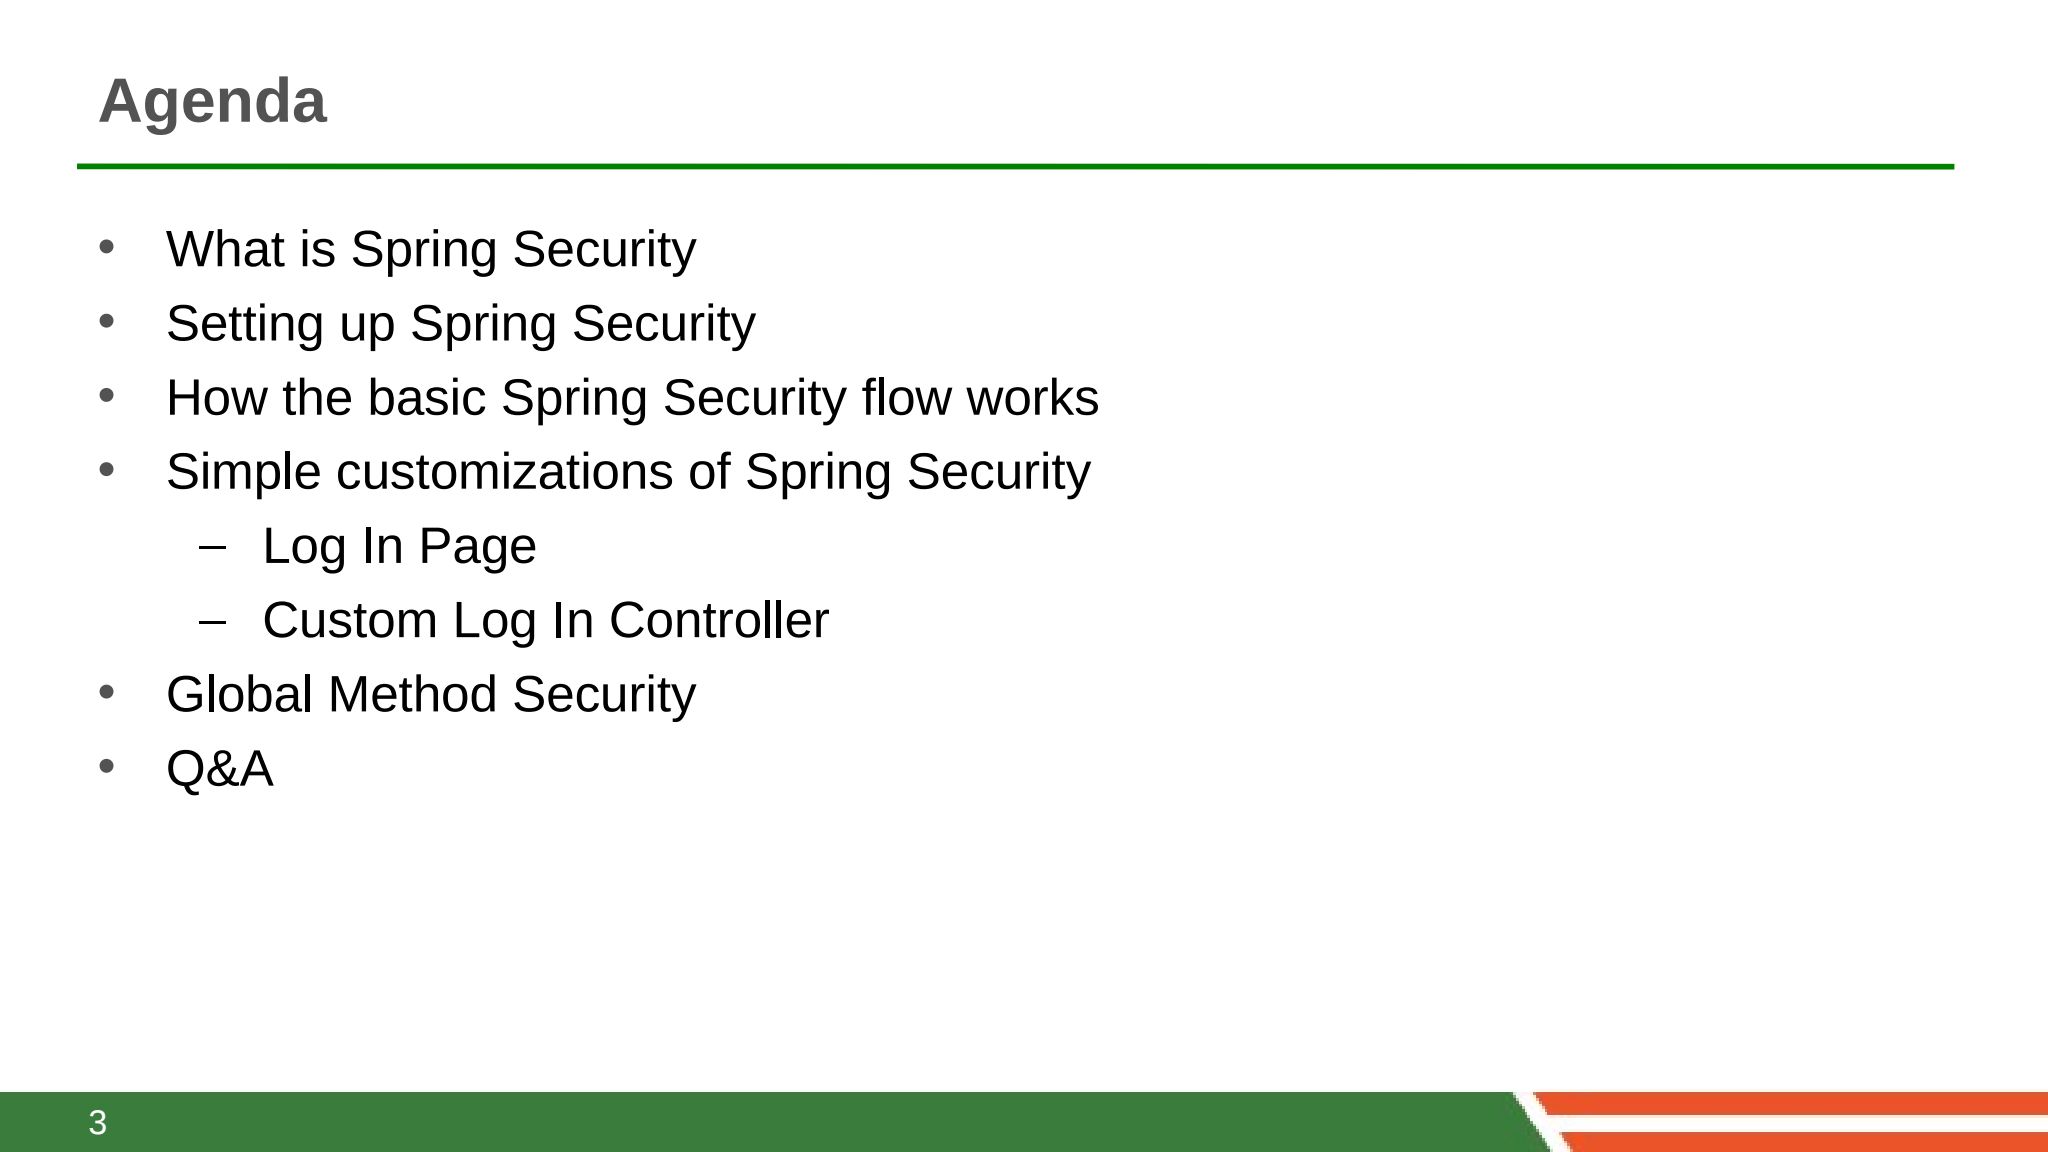 Agenda
• What is Spring Security
• Setting up Spring Security
• How the basic Spring Security flow works
• Simple customizations of Spring Security
– Log In Page
– Custom Log In Controller
• Global Method Security
• Q&A
3